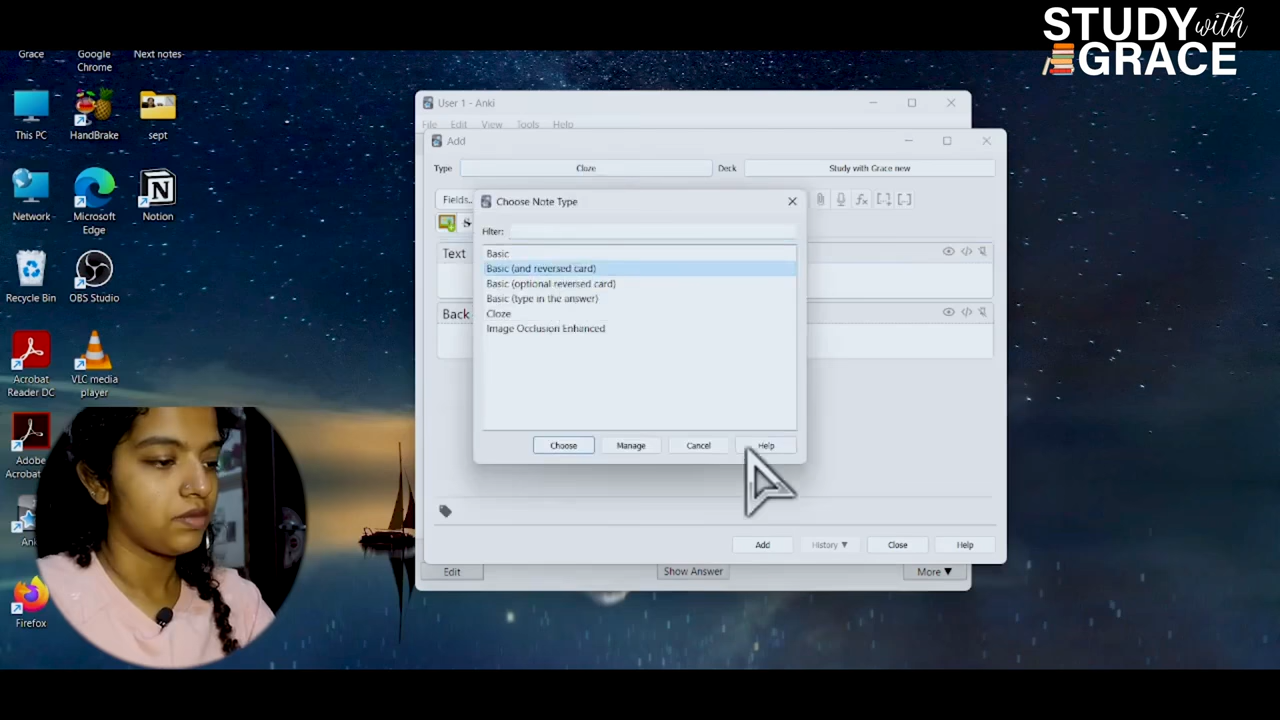 STUDY with
GRACE
Grace
Google
Chrome
Next notes
This PC
HandBrake
sept
Network
Microsoft
Edge
Notion
Recycle Bin
OBS Studio
Acrobat
Reader DC
VLC media
player
Adobe
Acrobat
Firefox
User 1 - Anki
File Edit View Tools Help
Add
Type Cloze Deck Study with Grace new
Fields...
Choose Note Type
Filter:
Text
Basic
Basic (and reversed card)
Basic (optional reversed card)
Basic (type in the answer)
Back
Cloze
Image Occlusion Enhanced
Choose Manage Cancel Help
Add History ▼ Close Help
Edit Show Answer More ▼